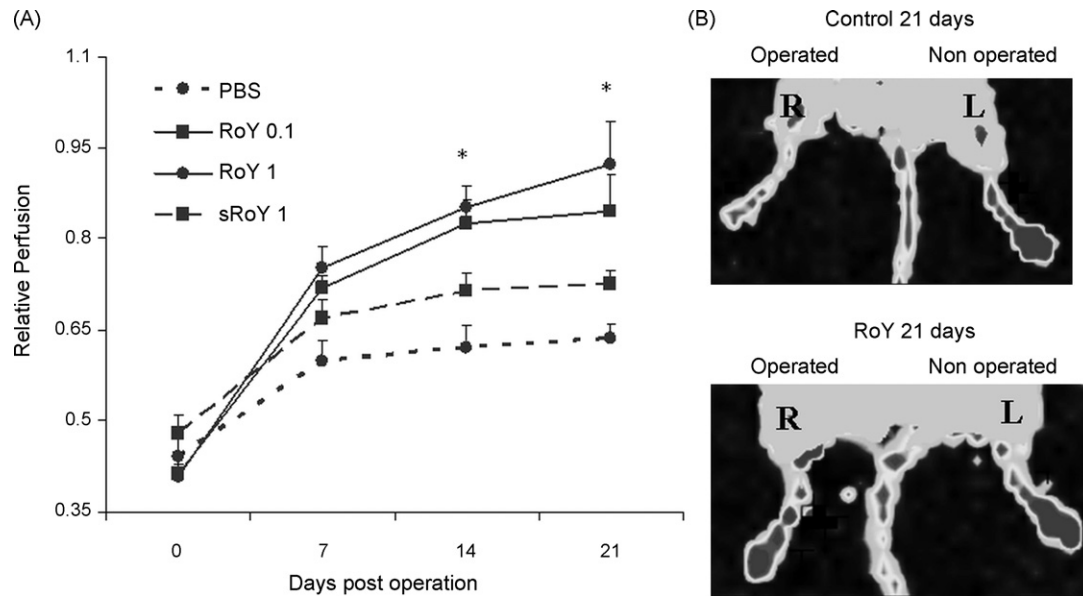 (A)
1.1
0.95
0.8
0.65
0.5
0.35
Relative Perfusion
PBS
RoY 0.1
RoY 1
sRoY 1
*
*
0 7 14 21
Days post operation
(B)
Control 21 days
Operated Non operated
R L
RoY 21 days
Operated Non operated
R L